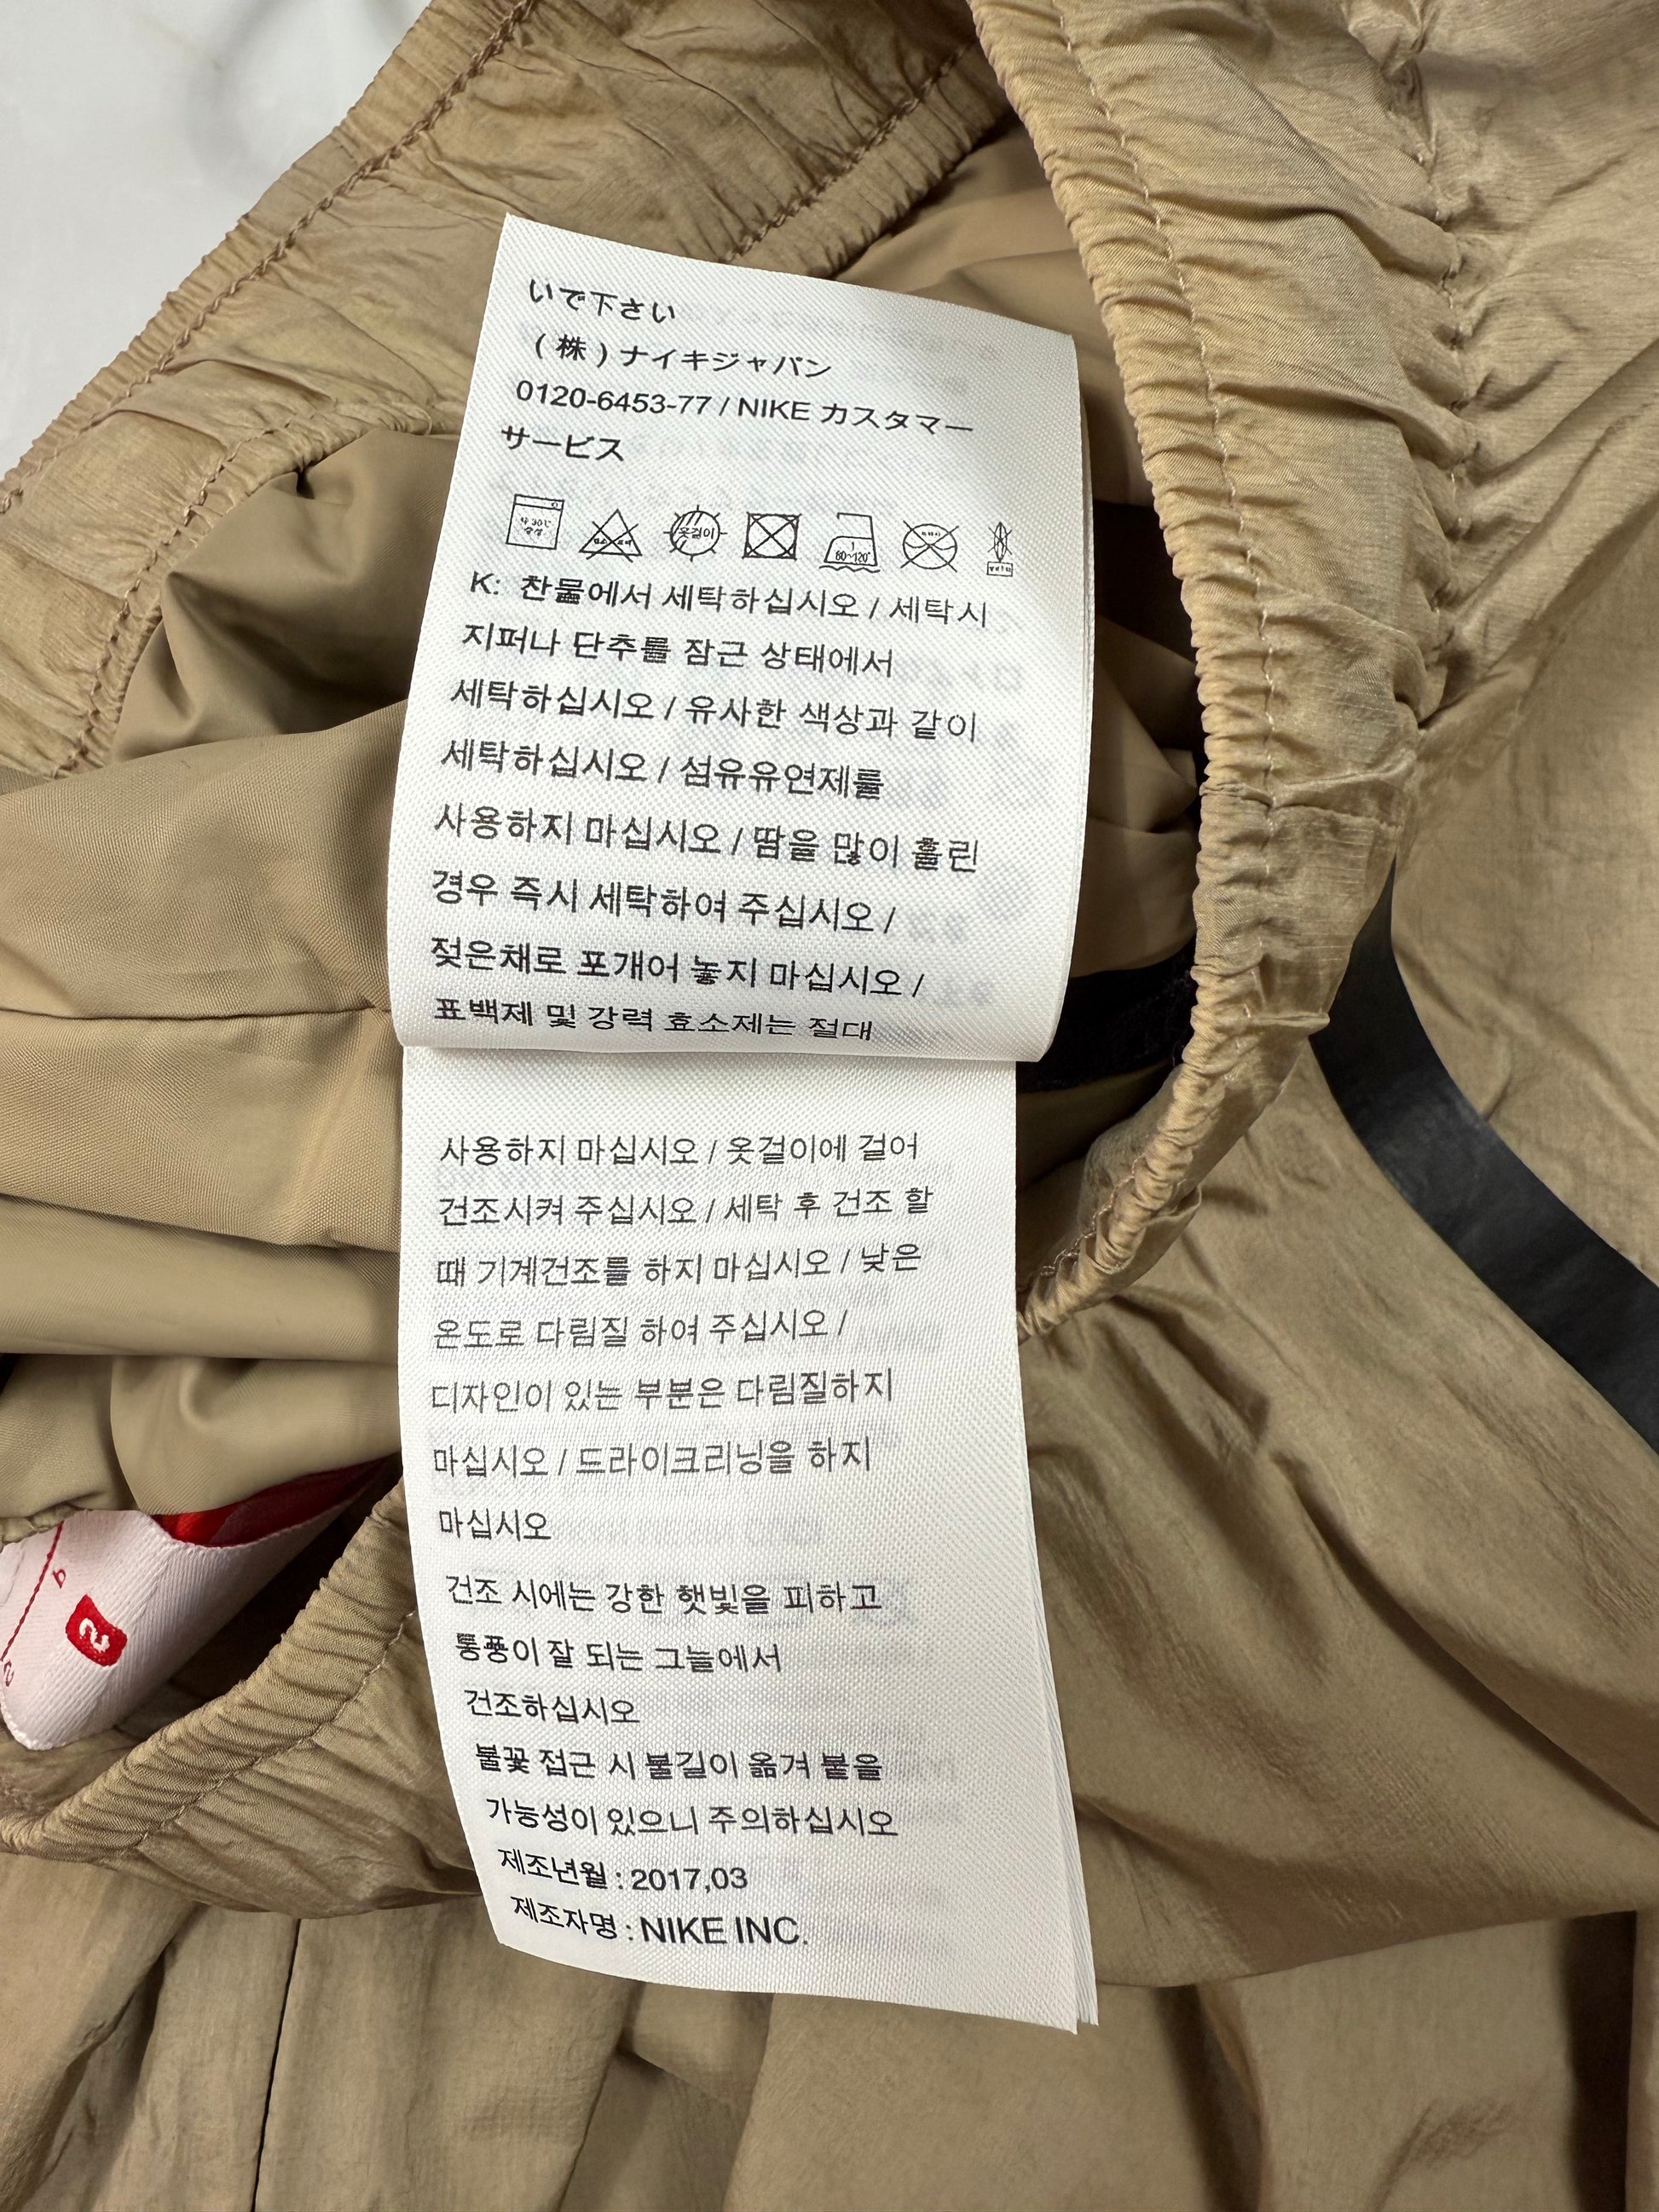 いで下さい
(株)ナイキジャパン
0120-6453-77 / NIKE カスタマー
サービス
옷걸이
80~120°
K: 찬물에서 세탁하십시오 / 세탁시
지퍼나 단추를 잠근 상태에서
세탁하십시오 / 유사한 색상과 같이
세탁하십시오 / 섬유유연제를
사용하지 마십시오 / 땀을 많이 흘린
경우 즉시 세탁하여 주십시오 /
젖은채로 포개어 놓지 마십시오 /
표백제 및 강력 효소제는 절대
사용하지 마십시오 / 옷걸이에 걸어
건조시켜 주십시오 / 세탁 후 건조 할
때 기계건조를 하지 마십시오 / 낮은
온도로 다림질 하여 주십시오 /
디자인이 있는 부분은 다림질하지
마십시오 / 드라이크리닝을 하지
마십시오
건조 시에는 강한 햇빛을 피하고
통풍이 잘 되는 그늘에서
건조하십시오
불꽃 접근 시 불길이 옮겨 붙을
가능성이 있으니 주의하십시오
제조년월 : 2017,03
제조자명 : NIKE INC.